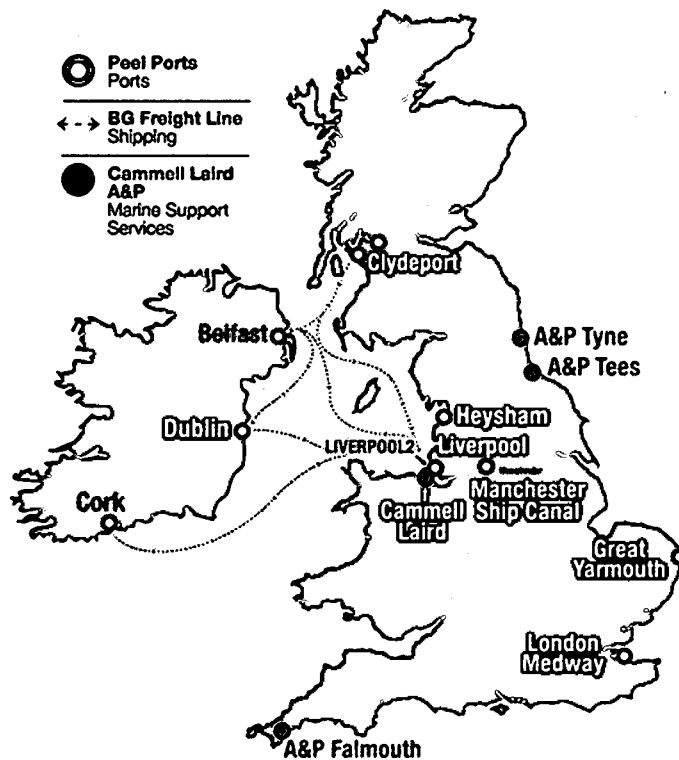 Peel Ports
Ports
BG Freight Line
Shipping
Cammell Laird
A&P
Marine Support
Services
Clydeport
Belfast
A&P Tyne
A&P Tees
Heysham
Dublin
LIVERPOOL2
Liverpool
Manchester
Ship Canal
Cork
Cammell
Laird
Great
Yarmouth
London
Medway
A&P Falmouth